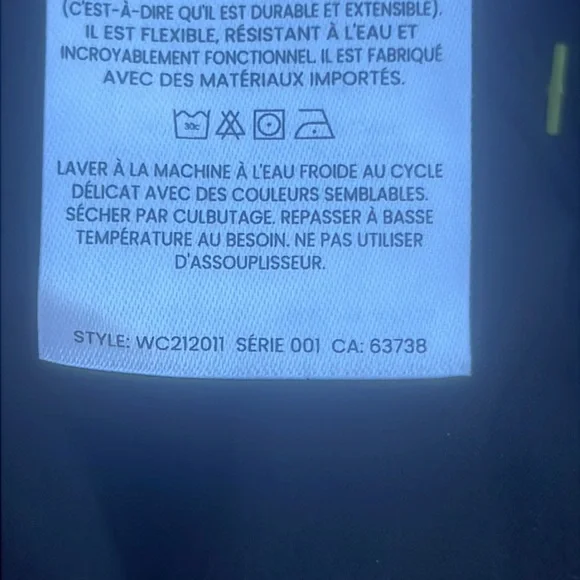 (C'EST-À-DIRE QU'IL EST DURABLE ET EXTENSIBLE).
IL EST FLEXIBLE, RÉSISTANT À L'EAU ET
INCROYABLEMENT FONCTIONNEL. IL EST FABRIQUÉ
AVEC DES MATÉRIAUX IMPORTÉS.
30c
LAVER À LA MACHINE À L'EAU FROIDE AU CYCLE
DÉLICAT AVEC DES COULEURS SEMBLABLES.
SÉCHER PAR CULBUTAGE. REPASSER À BASSE
TEMPÉRATURE AU BESOIN. NE PAS UTILISER
D'ASSOUPLISSEUR.
STYLE: WC212011 SÉRIE 001 CA: 63738